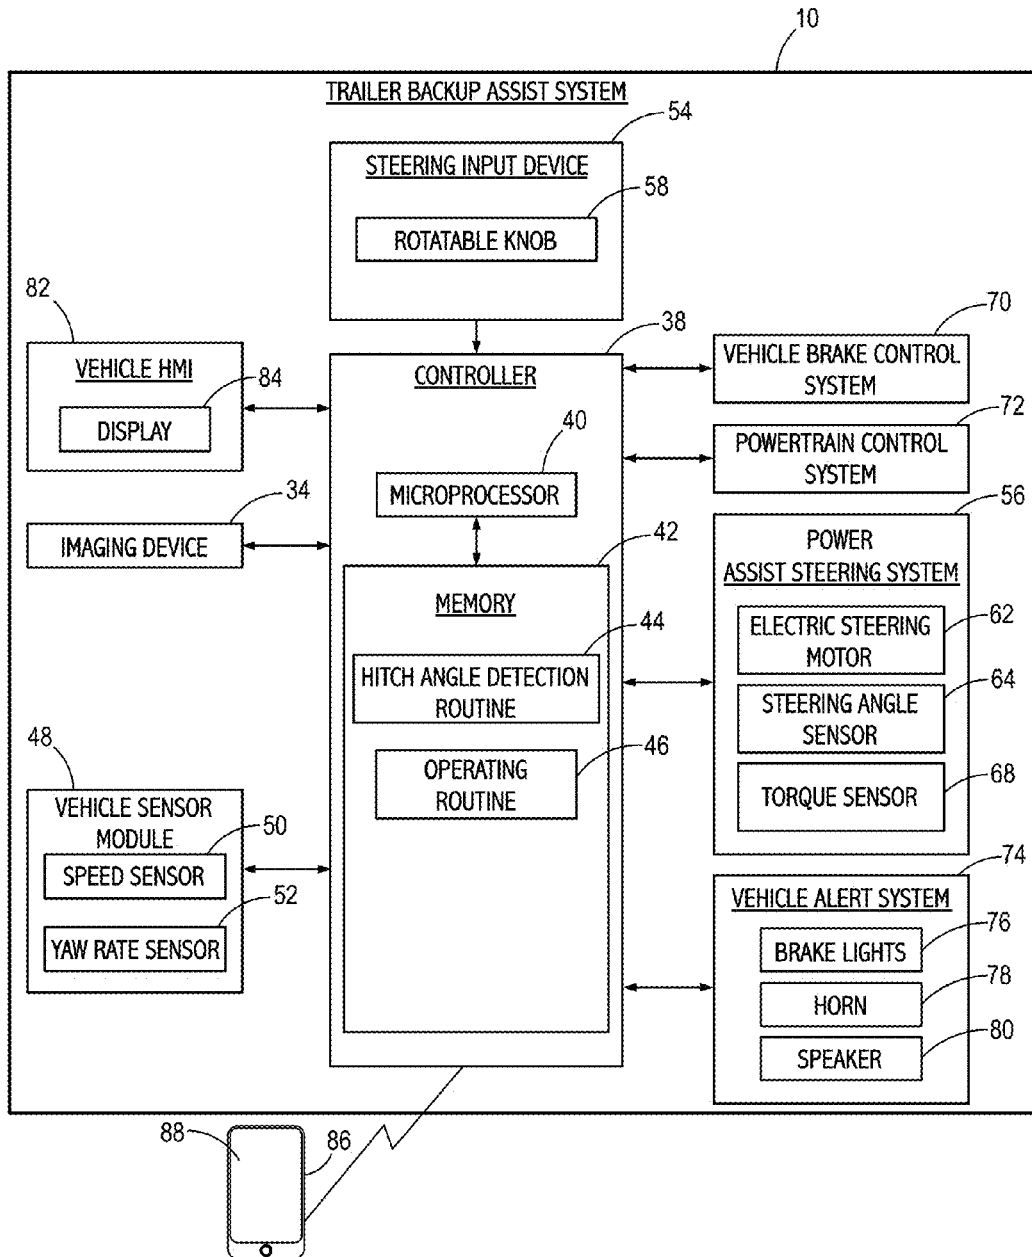 10
TRAILER BACKUP ASSIST SYSTEM
54
STEERING INPUT DEVICE
58
ROTATABLE KNOB
82
VEHICLE HMI
84
DISPLAY
34
IMAGING DEVICE
48
VEHICLE SENSOR
MODULE
50
SPEED SENSOR
52
YAW RATE SENSOR
38
CONTROLLER
40
MICROPROCESSOR
42
MEMORY
44
HITCH ANGLE DETECTION
ROUTINE
46
OPERATING
ROUTINE
70
VEHICLE BRAKE CONTROL
SYSTEM
72
POWERTRAIN CONTROL
SYSTEM
56
POWER
ASSIST STEERING SYSTEM
62
ELECTRIC STEERING
MOTOR
64
STEERING ANGLE
SENSOR
68
TORQUE SENSOR
74
VEHICLE ALERT SYSTEM
76
BRAKE LIGHTS
78
HORN
80
SPEAKER
88
86